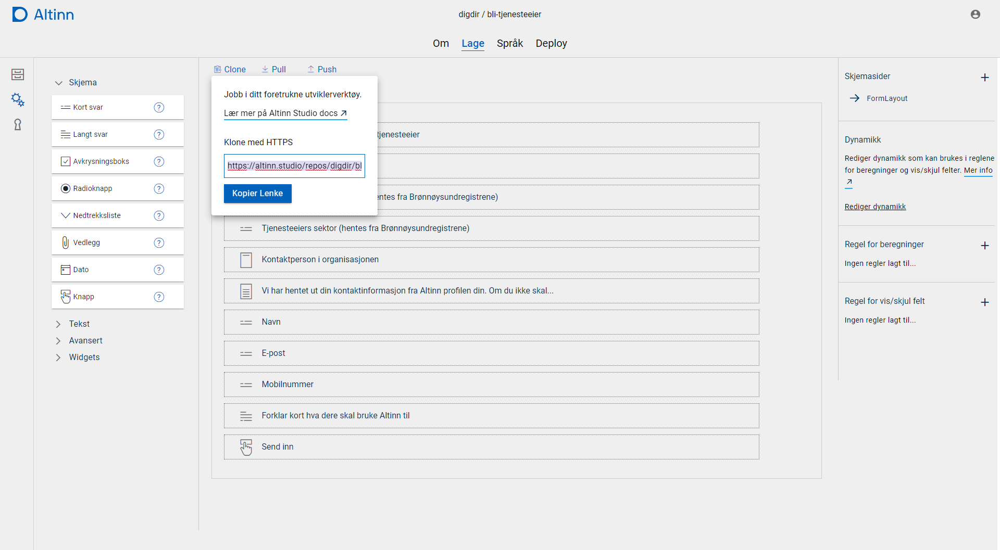 Altinn
digdir / bli-tjenesteeier
Om Lage Språk Deploy
Skjema
Kort svar ?
Langt svar ?
Avkrysningsboks ?
Radioknapp ?
Nedtrekksliste ?
Vedlegg ?
Dato ?
Knapp ?
Tekst
Avansert
Widgets
Clone Pull Push
Jobb i ditt foretrukne utviklerverktøy.
Lær mer på Altinn Studio docs
Klone med HTTPS
https://altinn.studio/repos/digdir/bl
Kopier Lenke
tjenesteeier
entes fra Brønnøysundregistrene)
Tjenesteeiers sektor (hentes fra Brønnøysundregistrene)
Kontaktperson i organisasjonen
Vi har hentet ut din kontaktinformasjon fra Altinn profilen din. Om du ikke skal...
Navn
E-post
Mobilnummer
Forklar kort hva dere skal bruke Altinn til
Send inn
Skjemasider
FormLayout
Dynamikk
Rediger dynamikk som kan brukes i reglene
for beregninger og vis/skjul felter. Mer info
Rediger dynamikk
Regel for beregninger
Ingen regler lagt til...
Regel for vis/skjul felt
Ingen regler lagt til...